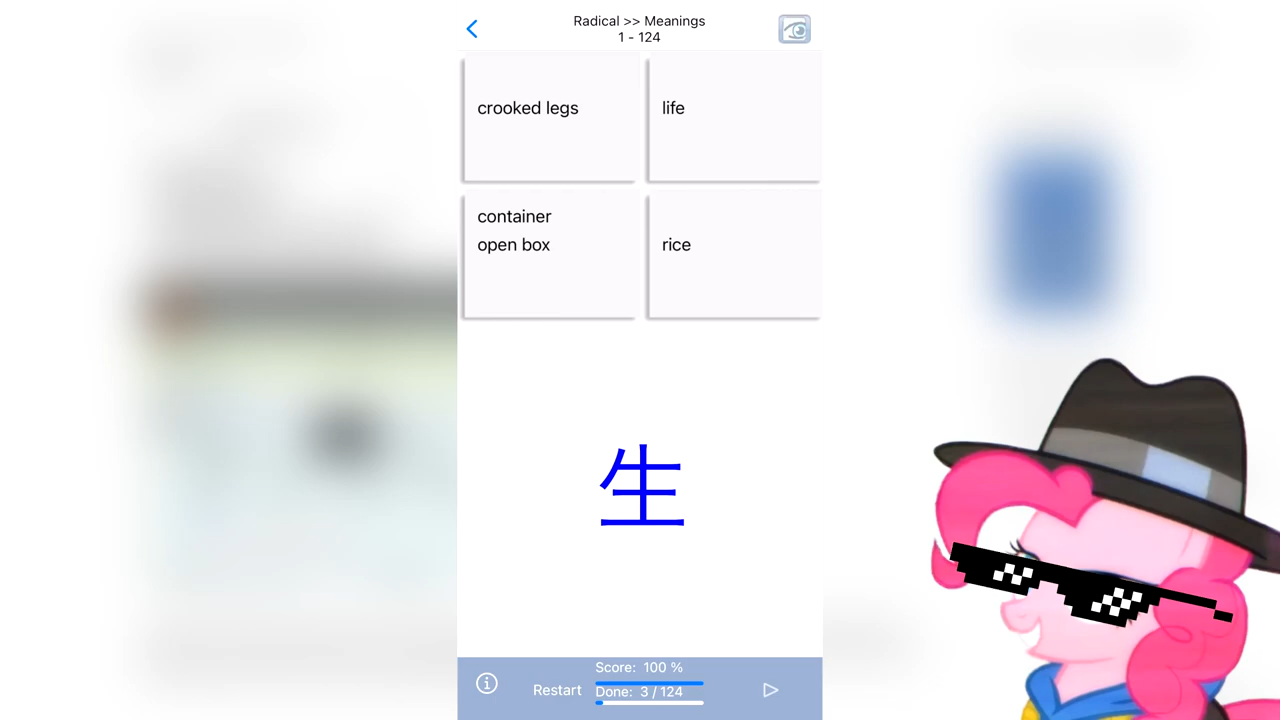 Radical >> Meanings
1 - 124
crooked legs
life
container
open box
rice
生
Score: 100 %
Restart
Done: 3 / 124